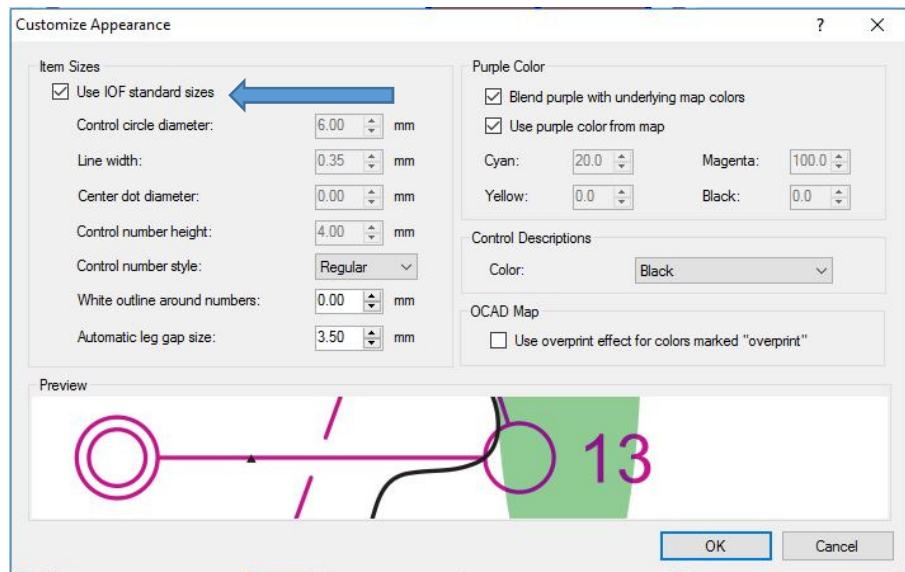 Customize Appearance
?
Item Sizes
Use IOF standard sizes
Control circle diameter: 6.00 mm
Line width: 0.35 mm
Center dot diameter: 0.00 mm
Control number height: 4.00 mm
Control number style: Regular
White outline around numbers: 0.00 mm
Automatic leg gap size: 3.50 mm
Purple Color
Blend purple with underlying map colors
Use purple color from map
Cyan: 20.0 Magenta: 100.0
Yellow: 0.0 Black: 0.0
Control Descriptions
Color: Black
OCAD Map
Use overprint effect for colors marked "overprint"
Preview
13
OK Cancel